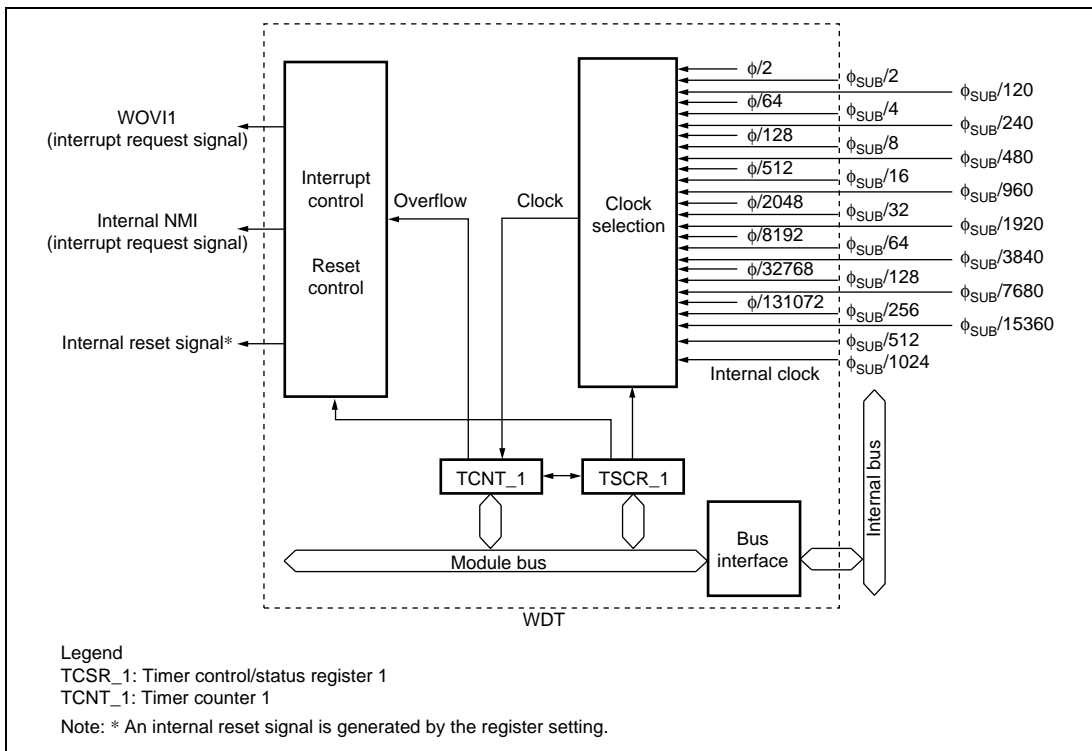 WOVI1
(interrupt request signal)
Internal NMI
(interrupt request signal)
Internal reset signal*
Interrupt
control
Reset
control
Overflow
Clock
Clock
selection
ϕ/2
ϕSUB/2
ϕSUB/120
ϕ/64
ϕSUB/4
ϕSUB/240
ϕ/128
ϕSUB/8
ϕSUB/480
ϕ/512
ϕSUB/16
ϕSUB/960
ϕ/2048
ϕSUB/32
ϕSUB/1920
ϕ/8192
ϕSUB/64
ϕSUB/3840
ϕ/32768
ϕSUB/128
ϕSUB/7680
ϕ/131072
ϕSUB/256
ϕSUB/15360
ϕSUB/512
ϕSUB/1024
Internal clock
TCNT_1
TSCR_1
Module bus
Bus
interface
Internal bus
WDT
Legend
TCSR_1: Timer control/status register 1
TCNT_1: Timer counter 1
Note: * An internal reset signal is generated by the register setting.